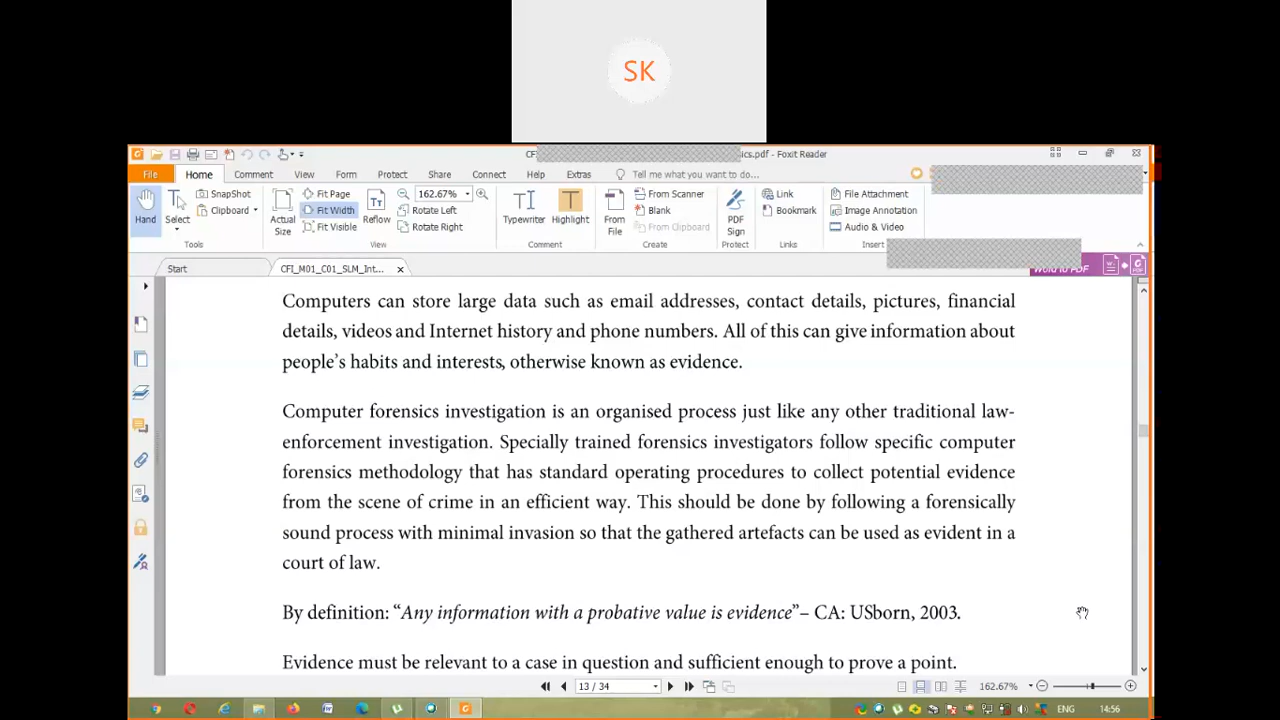 SK
CF
ics.pdf - Foxit Reader
File Home Comment View Form Protect Share Connect Help Extras Tell me what you want to do...
Hand
Select
SnapShot
Clipboard
Tools
Actual Size
Fit Page
Fit Width
Fit Visible
Reflow
162.67%
Rotate Left
Rotate Right
View
Typewriter
Highlight
Comment
From File
From Scanner
Blank
From Clipboard
Create
PDF Sign
Protect
Link
Bookmark
Links
File Attachment
Image Annotation
Audio & Video
Insert
Start
CFI_M01_C01_SLM_Int...
Word to PDF
Computers can store large data such as email addresses, contact details, pictures, financial
details, videos and Internet history and phone numbers. All of this can give information about
people's habits and interests, otherwise known as evidence.
Computer forensics investigation is an organised process just like any other traditional law-
enforcement investigation. Specially trained forensics investigators follow specific computer
forensics methodology that has standard operating procedures to collect potential evidence
from the scene of crime in an efficient way. This should be done by following a forensically
sound process with minimal invasion so that the gathered artefacts can be used as evident in a
court of law.
By definition: “Any information with a probative value is evidence”– CA: USborn, 2003.
Evidence must be relevant to a case in question and sufficient enough to prove a point.
13 / 34
162.67%
ENG 14:56